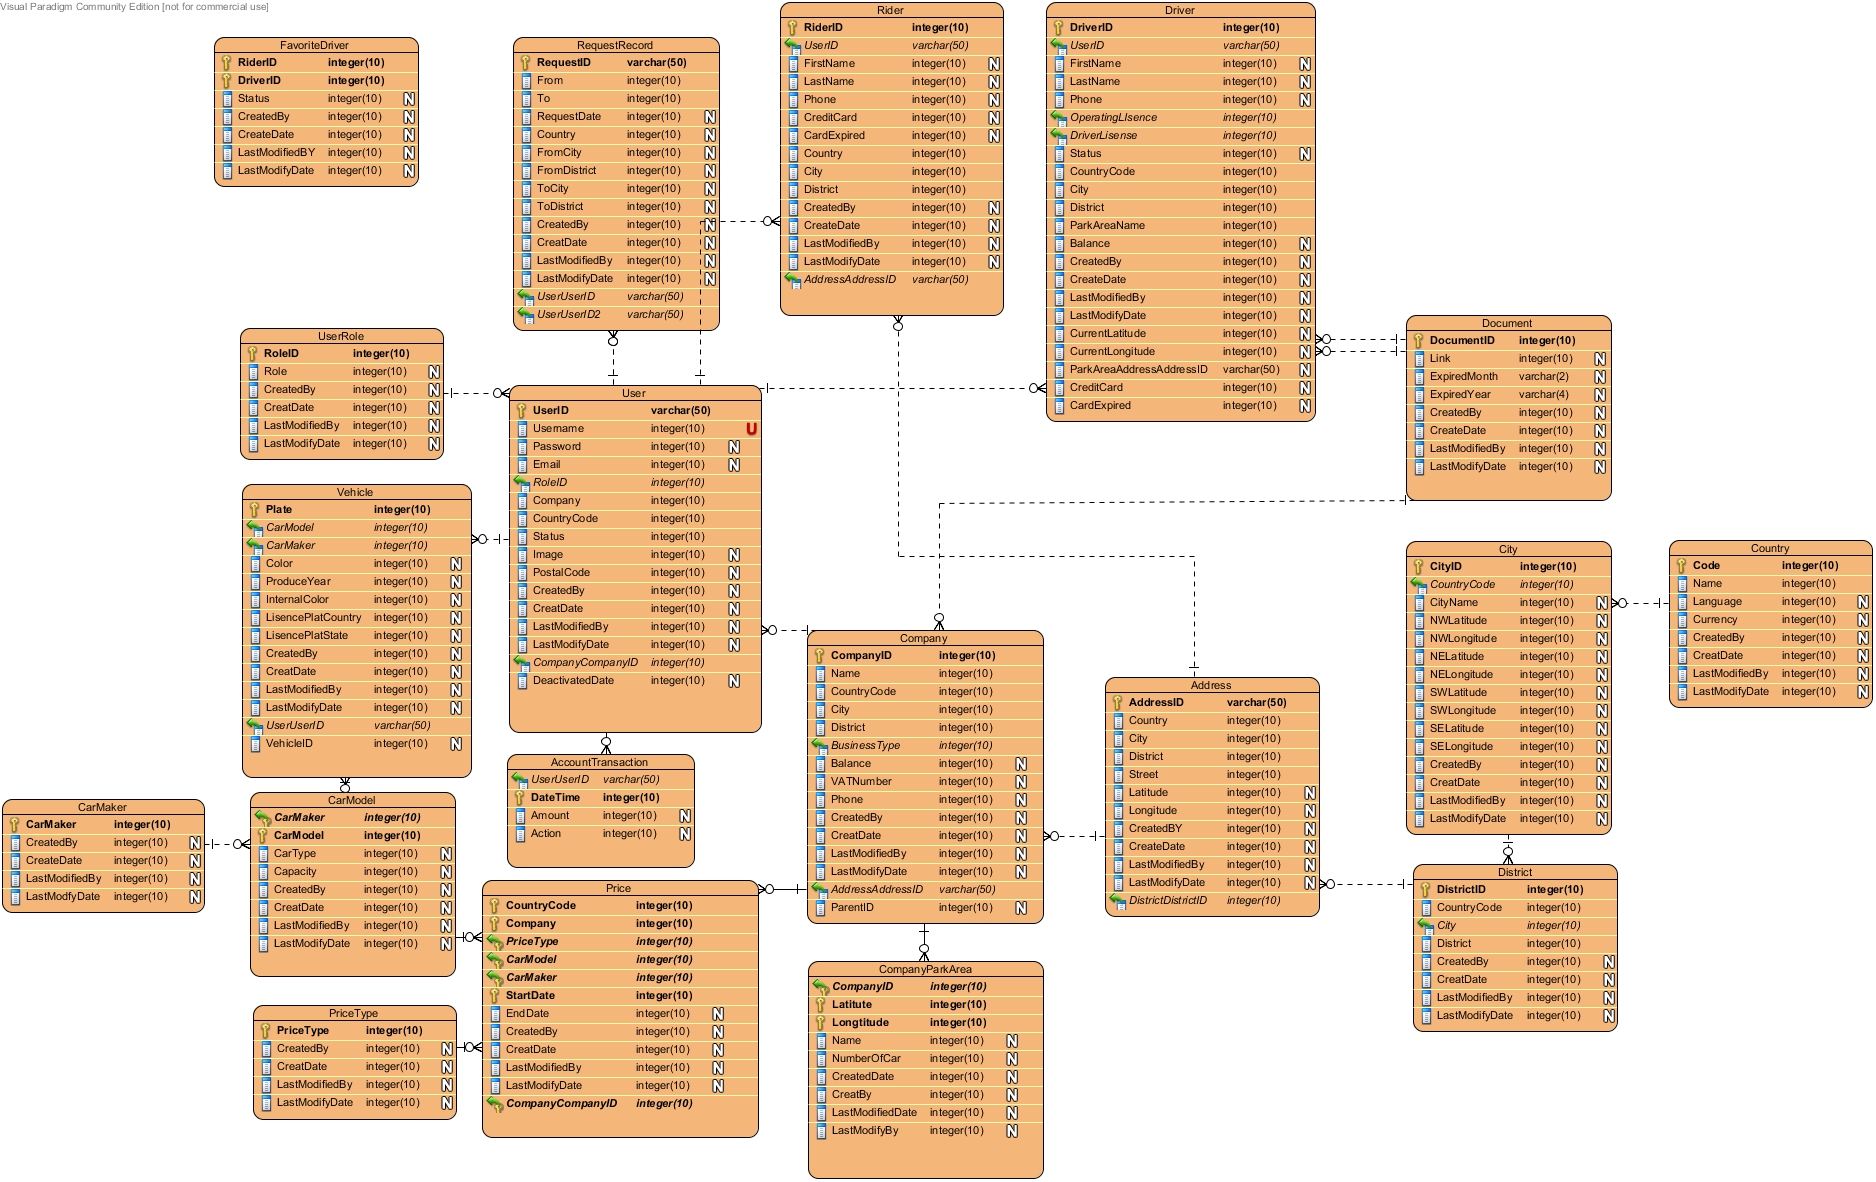 Visual Paradigm Community Edition [not for commercial use]
FavoriteDriver
RiderID integer(10)
DriverID integer(10)
Status integer(10) N
CreatedBy integer(10) N
CreateDate integer(10) N
LastModifiedBY integer(10) N
LastModifyDate integer(10) N
RequestRecord
RequestID varchar(50)
From integer(10)
To integer(10)
RequestDate integer(10) N
Country integer(10) N
FromCity integer(10) N
FromDistrict integer(10) N
ToCity integer(10) N
ToDistrict integer(10) N
CreatedBy integer(10) N
CreatDate integer(10) N
LastModifiedBy integer(10) N
LastModifyDate integer(10) N
UserUserID varchar(50)
UserUserID2 varchar(50)
Rider
RiderID integer(10)
UserID varchar(50)
FirstName integer(10) N
LastName integer(10) N
Phone integer(10) N
CreditCard integer(10) N
CardExpired integer(10) N
Country integer(10)
City integer(10)
District integer(10)
CreatedBy integer(10) N
CreateDate integer(10) N
LastModifiedBy integer(10) N
LastModifyDate integer(10) N
AddressAddressID varchar(50)
Driver
DriverID integer(10)
UserID varchar(50)
FirstName integer(10) N
LastName integer(10) N
Phone integer(10) N
OperatingLIsence integer(10)
DriverLisense integer(10)
Status integer(10) N
CountryCode integer(10)
City integer(10)
District integer(10)
ParkAreaName integer(10)
Balance integer(10) N
CreatedBy integer(10) N
CreateDate integer(10) N
LastModifiedBy integer(10) N
LastModifyDate integer(10) N
CurrentLatitude integer(10) N
CurrentLongitude integer(10) N
ParkAreaAddressAddressID varchar(50) N
CreditCard integer(10) N
CardExpired integer(10) N
Document
DocumentID integer(10)
Link integer(10) N
ExpiredMonth varchar(2) N
ExpiryYear varchar(4) N
CreatedBy integer(10) N
CreateDate integer(10) N
LastModifiedBy integer(10) N
LastModifyDate integer(10) N
UserRole
RoleID integer(10)
Role integer(10) N
CreatedBy integer(10) N
CreatDate integer(10) N
LastModifiedBy integer(10) N
LastModifyDate integer(10) N
User
UserID varchar(50)
Username integer(10) U
Password integer(10) N
Email integer(10) N
RoleID integer(10)
Company integer(10)
CountryCode integer(10)
Status integer(10)
Image integer(10) N
PostalCode integer(10) N
CreatedBy integer(10) N
CreatDate integer(10) N
LastModifiedBy integer(10) N
LastModifyDate integer(10) N
CompanyCompanyID integer(10)
DeactivatedDate integer(10) N
Vehicle
Plate integer(10)
CarModel integer(10)
CarMaker integer(10)
Color integer(10) N
ProduceYear integer(10) N
InternalColor integer(10) N
LisencePlatCountry integer(10) N
LisencePlatState integer(10) N
CreatedBy integer(10) N
CreatDate integer(10) N
LastModifiedBy integer(10) N
LastModifyDate integer(10) N
UserUserID varchar(50)
VehicleID integer(10) N
City
CityID integer(10)
CountryCode integer(10)
CityName integer(10) N
NWLatitude integer(10) N
NWLongitude integer(10) N
NELatitude integer(10) N
NELongitude integer(10) N
SWLatitude integer(10) N
SWLongitude integer(10) N
SELatitude integer(10) N
SELongitude integer(10) N
CreatedBy integer(10) N
CreatDate integer(10) N
LastModifiedBy integer(10) N
LastModifyDate integer(10) N
Country
Code integer(10)
Name integer(10)
Language integer(10) N
Currency integer(10) N
CreatedBy integer(10) N
CreatDate integer(10) N
LastModifiedBy integer(10) N
LastModifyDate integer(10) N
Company
CompanyID integer(10)
Name integer(10)
CountryCode integer(10)
City integer(10)
District integer(10)
BusinessType integer(10)
Balance integer(10) N
VATNumber integer(10) N
Phone integer(10) N
CreatedBy integer(10) N
CreatDate integer(10) N
LastModifiedBy integer(10) N
LastModifyDate integer(10) N
AddressAddressID varchar(50)
ParentID integer(10) N
Address
AddressID varchar(50)
Country integer(10)
City integer(10)
District integer(10)
Street integer(10)
Latitude integer(10) N
Longitude integer(10) N
CreatedBY integer(10) N
CreateDate integer(10) N
LastModifiedBy integer(10) N
LastModifyDate integer(10) N
DistrictDistrictID integer(10)
AccountTransaction
UserUserID varchar(50)
DateTime integer(10)
Amount integer(10) N
Action integer(10) N
CarMaker
CarMaker integer(10)
CreatedBy integer(10) N
CreateDate integer(10) N
LastModifiedBy integer(10) N
LastModfyDate integer(10) N
CarModel
CarMaker integer(10)
CarModel integer(10)
CarType integer(10) N
Capacity integer(10) N
CreatedBy integer(10) N
CreatDate integer(10) N
LastModifiedBy integer(10) N
LastModifyDate integer(10) N
District
DistrictID integer(10)
CountryCode integer(10)
City integer(10)
District integer(10)
CreatedBy integer(10) N
CreatDate integer(10) N
LastModifiedBy integer(10) N
LastModifyDate integer(10) N
Price
CountryCode integer(10)
Company integer(10)
PriceType integer(10)
CarModel integer(10)
CarMaker integer(10)
StartDate integer(10)
EndDate integer(10) N
CreatedBy integer(10) N
CreatDate integer(10) N
LastModifiedBy integer(10) N
LastModifyDate integer(10) N
CompanyCompanyID integer(10)
CompanyParkArea
CompanyID integer(10)
Latitute integer(10)
Longtitude integer(10)
Name integer(10) N
NumberOfCar integer(10) N
CreatedDate integer(10) N
CreatBy integer(10) N
LastModifiedDate integer(10) N
LastModifyBy integer(10) N
PriceType
PriceType integer(10)
CreatedBy integer(10) N
CreatDate integer(10) N
LastModifiedBy integer(10) N
LastModifyDate integer(10) N